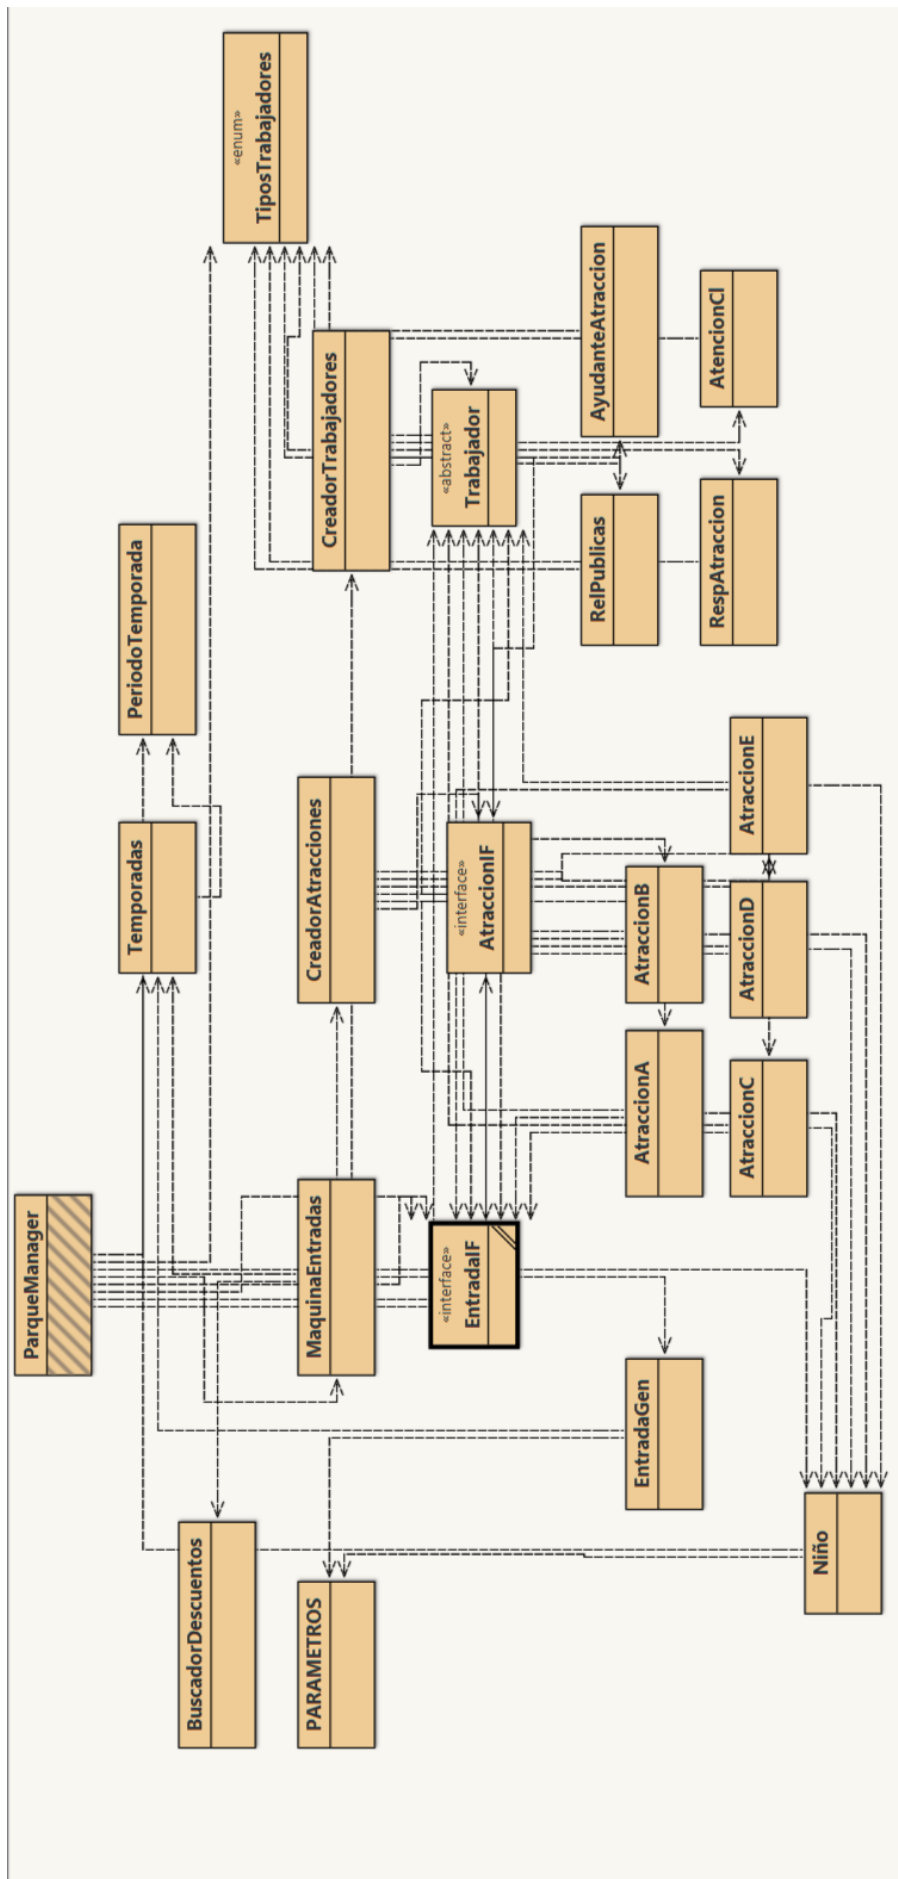 «enum»
TiposTrabajadores
CreadorTrabajadores
«abstract»
Trabajador
AyudanteAtraccion
AtencionCl
RelPublicas
RespAtraccion
PeriodoTemporada
Temporadas
CreadorAtracciones
«interface»
AtraccionIF
AtraccionE
AtraccionB
AtraccionD
AtraccionA
AtraccionC
ParqueManager
MaquinaEntradas
«interface»
EntradaIF
EntradaGen
Niño
BuscadorDescuentos
PARAMETROS